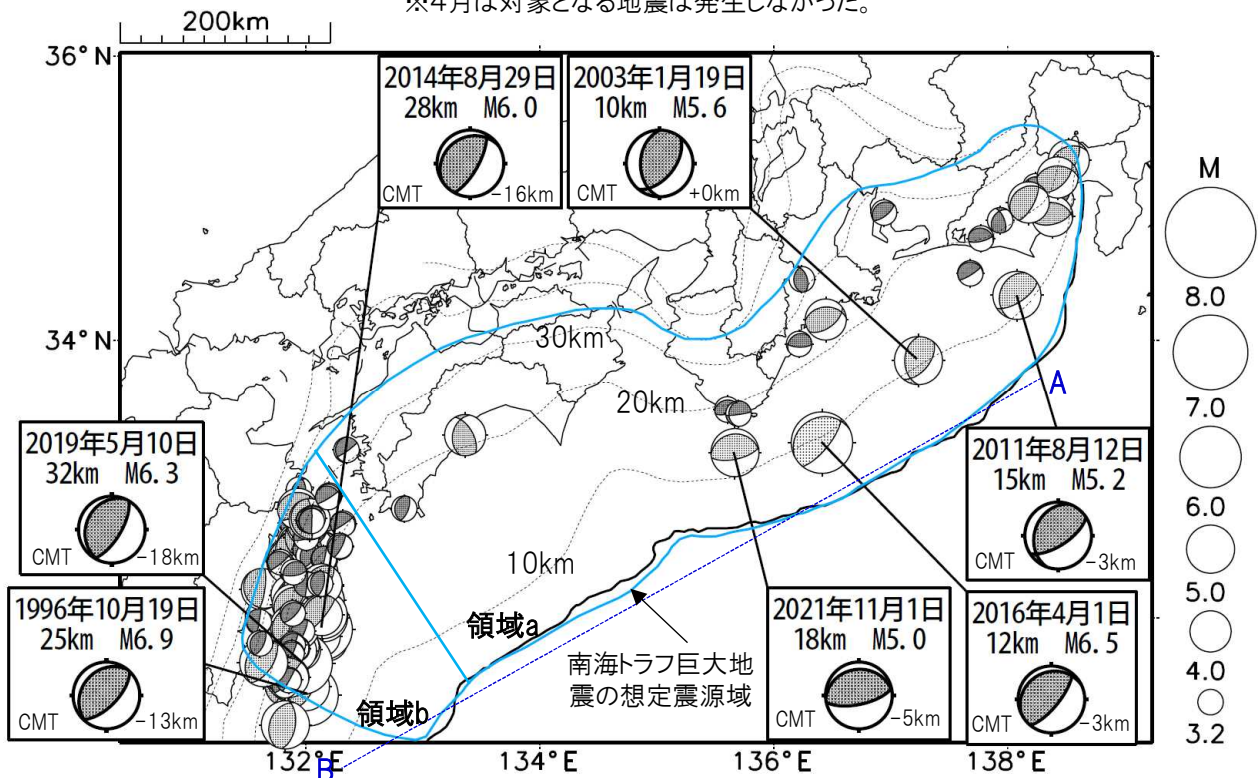 ※4月は対象となる地震は発生しなかった。
200km
36°N
2014年8月29日
28km M6.0
CMT
-16km
2003年1月19日
10km M5.6
CMT
+0km
M
8.0
7.0
6.0
5.0
4.0
3.2
34°N
30km
20km
10km
A
2019年5月10日
32km M6.3
CMT
-18km
2011年8月12日
15km M5.2
CMT
-3km
1996年10月19日
25km M6.9
CMT
-13km
領域a
領域b
南海トラフ巨大地
震の想定震源域
2021年11月1日
18km M5.0
CMT
-5km
2016年4月1日
12km M6.5
CMT
-3km
132°E
B
134°E
136°E
138°E